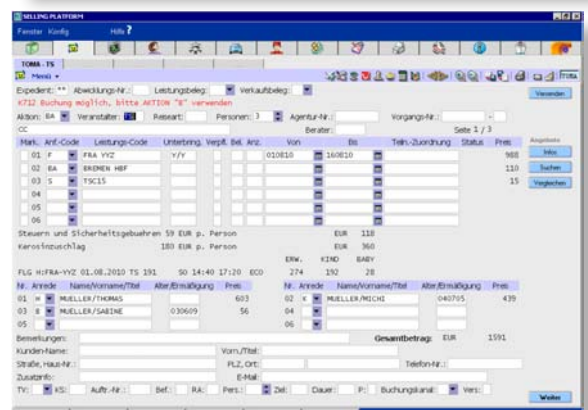 SELLING PLATFORM
Fenster Konfig Hilfe ?
TOMA - TS
Menü
Expedient: ** Abwicklungs-Nr.: Leistungsbeleg: Verkaufsbeleg: Versenden
K712 Buchung möglich, bitte AKTION "B" verwenden
Aktion: BA Veranstalter: Reiseart: Personen: 3 Agentur-Nr.: Vorgangs-Nr.: -
CC Berater: Seite 1 / 3
Mark. Anf.-Code Leistungs-Code Unterbring. Verpfl. Bel. Anz. Von Bis Teiln.-Zuordnung Status Preis Angebote
01 F FRA YYZ Y/Y 010810 160810 988 Infos
02 BA BREMEN HBF 110 Suchen
03 S TSC15 15 Vergleichen
04
05
06
Steuern und Sicherheitsgebuehren 59 EUR p. Person EUR 118
Kerosinzuschlag 180 EUR p. Person EUR 360
ERW. KIND BABY
FLG H:FRA-YYZ 01.08.2010 TS 191 SO 14:40 17:20 ECO 274 192 28
Nr. Anrede Name/Vorname/Titel Alter/Ermäßigung Preis Nr. Anrede Name/Vorname/Titel Alter/Ermäßigung Preis
01 H MUELLER/THOMAS 603 02 K MUELLER/MICHI 040705 439
03 B MUELLER/SABINE 030609 56 04
05 06
Bemerkungen: Gesamtbetrag: EUR 1591
Kunden-Name: Vorn./Titel:
Straße, Haus-Nr.: PLZ, Ort: Telefon-Nr.:
Zusatzinfo: E-Mail:
TV: KS: Auftr.-Nr.: Bef.: RA: Pers.: Ziel: Dauer: P: Buchungskanal: Vers:
Weiter